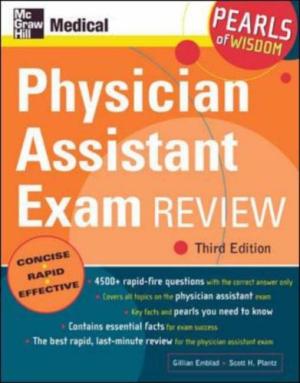 Mc
Graw
Hill
Medical
PEARLS
OF WISDOM
Physician
Assistant
Exam REVIEW
Third Edition
CONCISE
RAPID
EFFECTIVE
4500+ rapid-fire questions with the correct answer only
Covers all topics on the physician assistant exam
Key facts and pearls you need to know
Contains essential facts for exam success
The best rapid, last-minute review for the physician assistant exam
Gillian Emblad • Scott H. Plantz